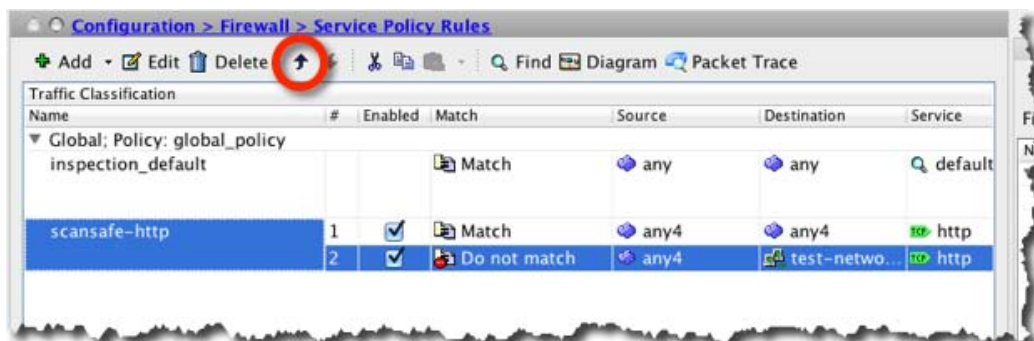 Configuration > Firewall > Service Policy Rules
Add Edit Delete Find Diagram Packet Trace
Traffic Classification
Name # Enabled Match Source Destination Service
Global; Policy: global_policy
inspection_default Match any any default
scansafe-http 1 Match any4 any4 TCP http
2 Do not match any4 test-netwo... TCP http